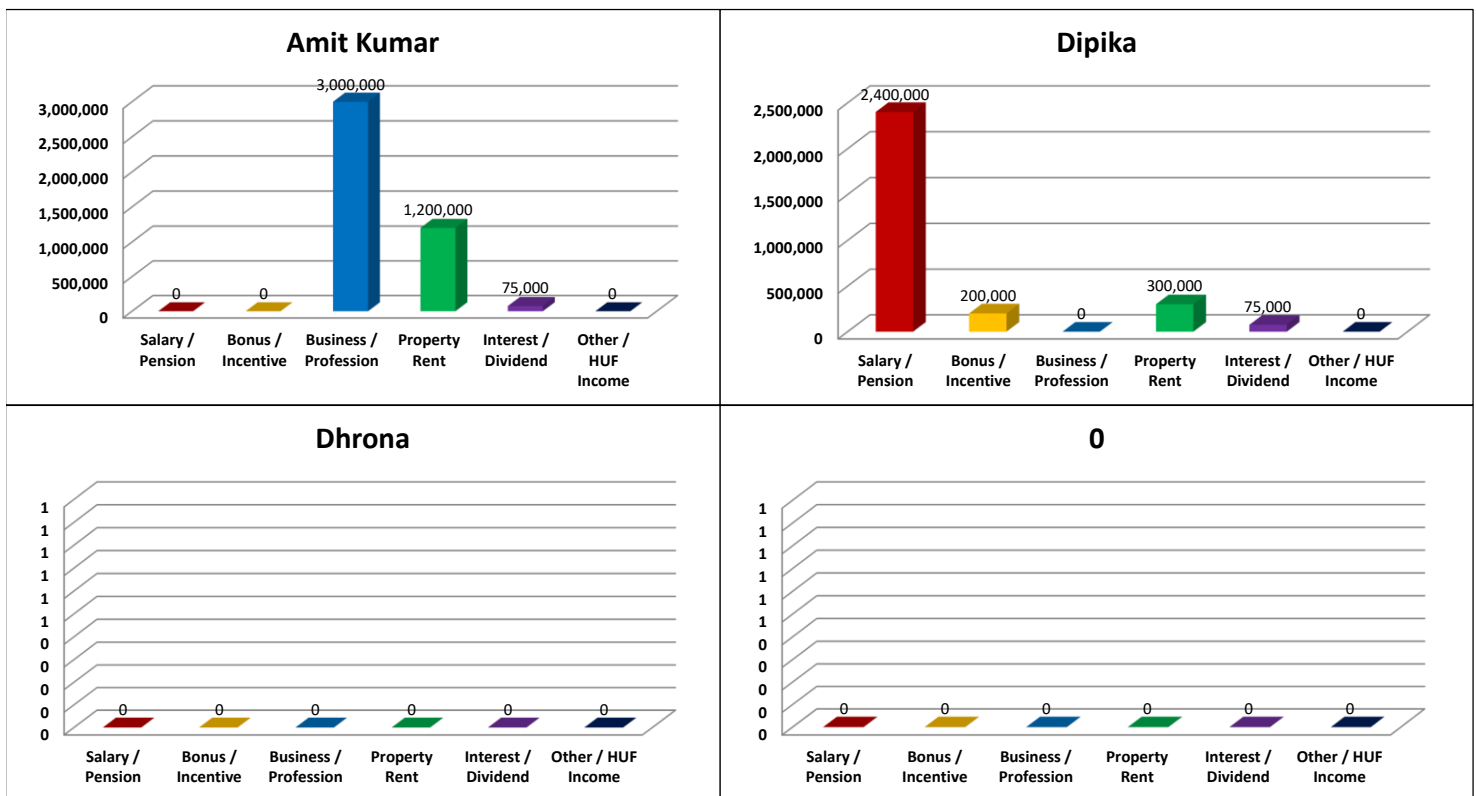 Amit Kumar
3,000,000
3,000,000
2,500,000
2,000,000
1,500,000
1,200,000
1,000,000
500,000
75,000
0
0
0
0
Salary /
Pension
Bonus /
Incentive
Business /
Profession
Property
Rent
Interest /
Dividend
Other /
HUF
Income
Dipika
2,400,000
2,500,000
2,000,000
1,500,000
1,000,000
500,000
200,000
0
300,000
75,000
0
0
Salary /
Pension
Bonus /
Incentive
Business /
Profession
Property
Rent
Interest /
Dividend
Other / HUF
Income
Dhrona
1
1
1
1
1
1
0
0
0
0
0
0
0
0
0
0
0
Salary /
Pension
Bonus /
Incentive
Business /
Profession
Property
Rent
Interest /
Dividend
Other / HUF
Income
0
1
1
1
1
1
1
0
0
0
0
0
0
0
0
0
0
0
Salary /
Pension
Bonus /
Incentive
Business /
Profession
Property
Rent
Interest /
Dividend
Other / HUF
Income